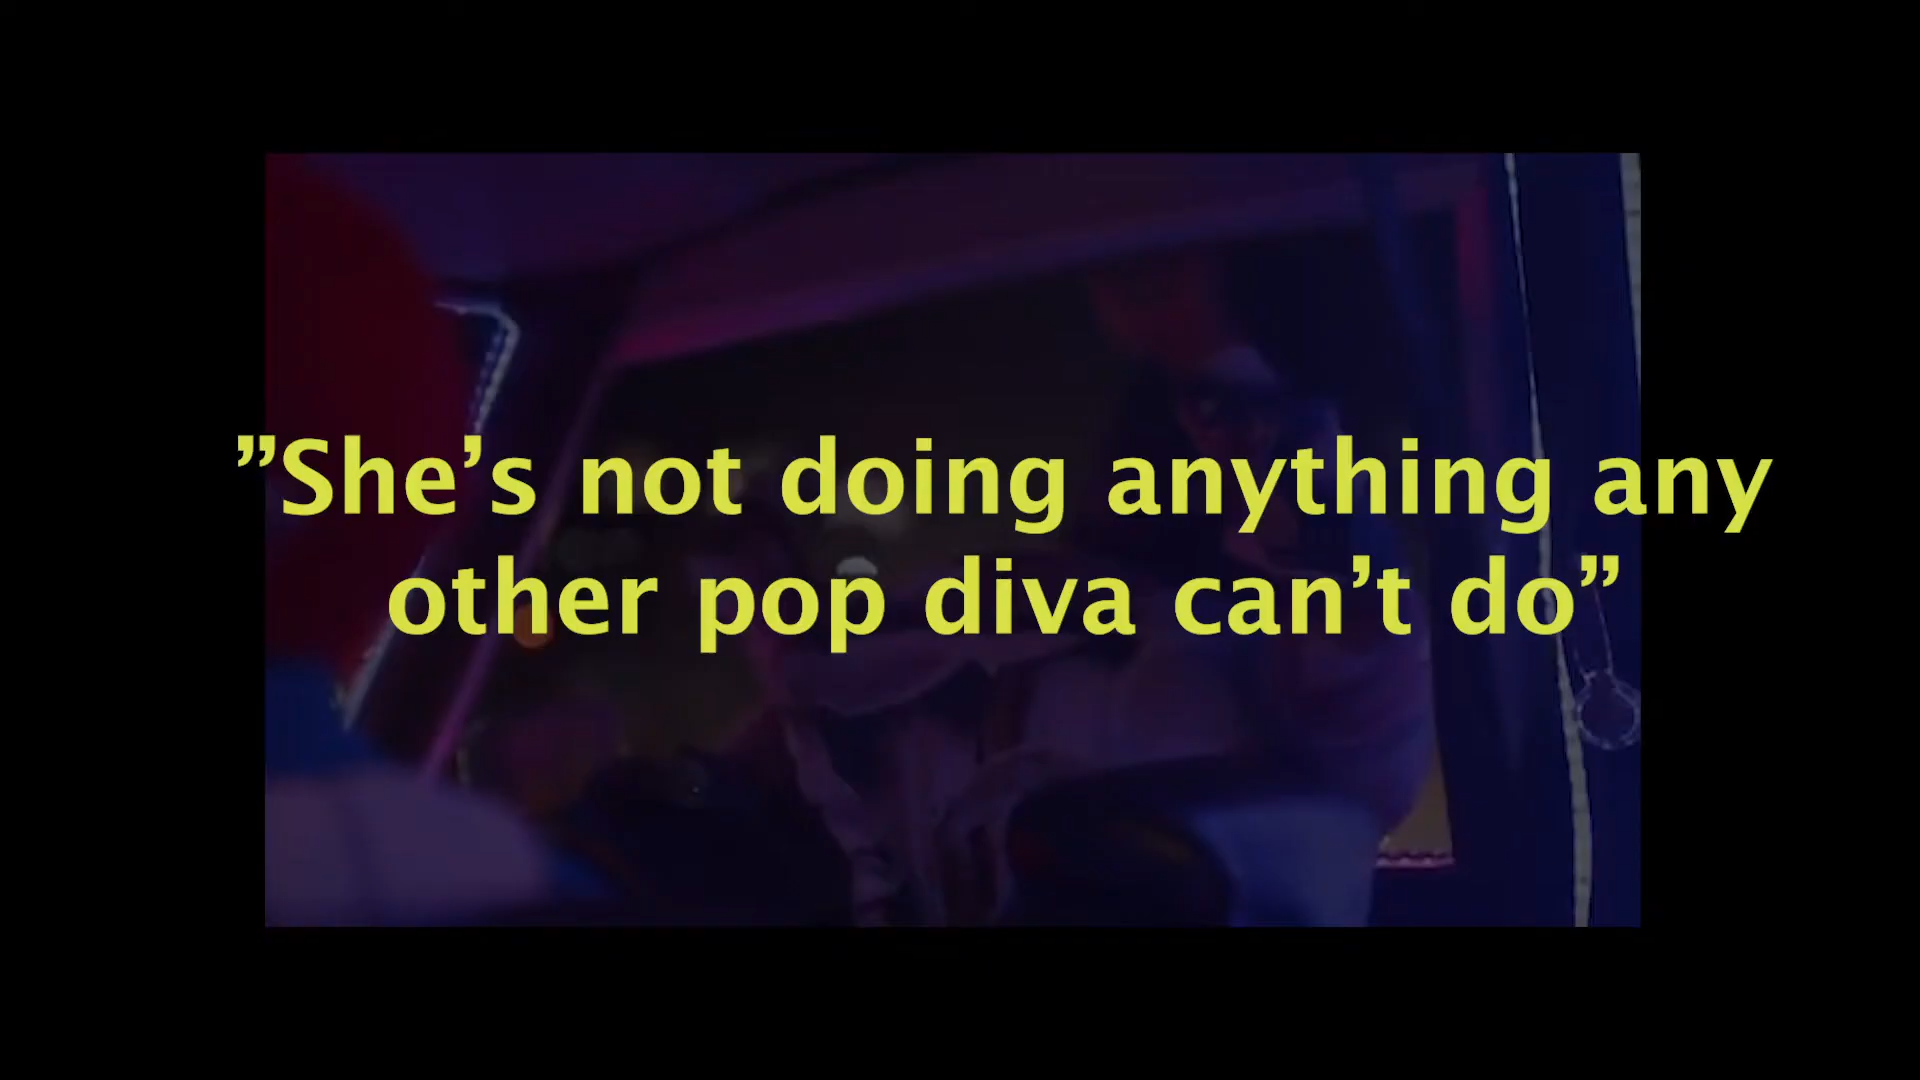 ”She’s not doing anything any
other pop diva can’t do”